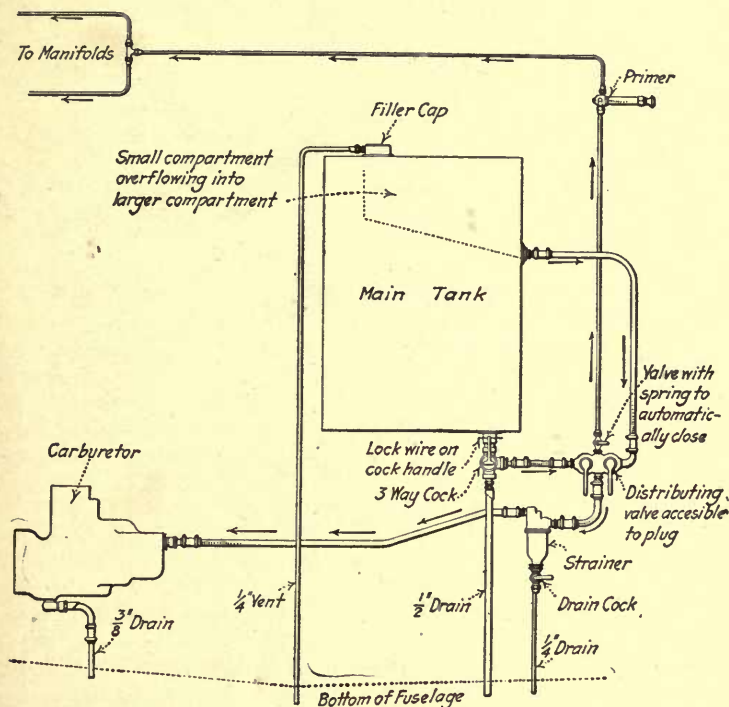 To Manifolds
Primer
Filler Cap
Small compartment
overflowing into
larger compartment
Main Tank
Valve with
spring to
automatic-
ally close
Carburetor
Lock wire on
cock handle
3 Way Cock
Distributing
valve accesible
to plug
Strainer
Drain Cock
3/8" Drain
1/4" Vent
1/2" Drain
1/4" Drain
Bottom of Fuselage